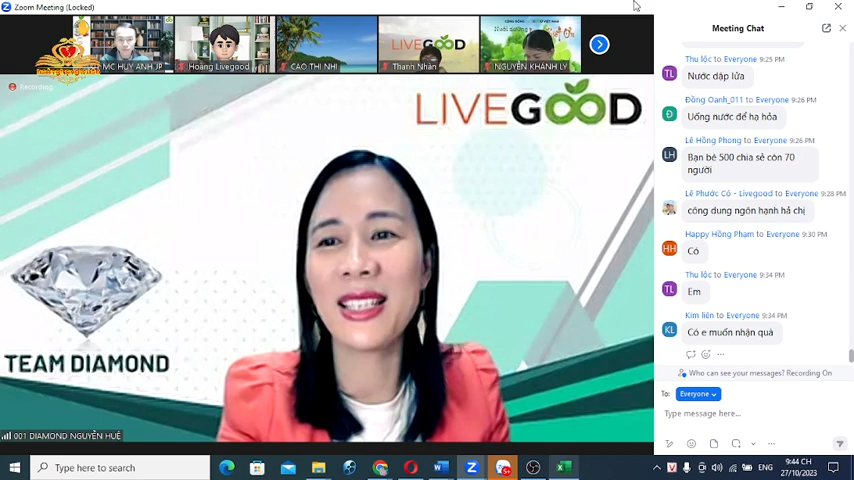 Zoom Meeting (Locked)
MC HUY ANH JP
Hoàng Livegood
CAO THI NHI
LIVEGOOD
Thanh Nhàn
NGUYỄN KHÁNH LY
Recording
LIVEGOOD
TEAM DIAMOND
001 DIAMOND NGUYỄN HUỆ
Meeting Chat
Thu lộc to Everyone 9:25 PM
TL
Nước dập lửa
Đồng Oanh_011 to Everyone 9:26 PM
Đ
Uống nước để hạ hỏa
Lê Hồng Phong to Everyone 9:26 PM
LH
Bạn bè 500 chia sẻ còn 70
người
Lê Phước Có - Livegood to Everyone 9:28 PM
công dung ngôn hạnh hả chị
Happy Hồng Phạm to Everyone 9:30 PM
HH
Có
Thu lộc to Everyone 9:34 PM
TL
Em
Kim liên to Everyone 9:34 PM
KL
Có e muốn nhận quà
Who can see your messages? Recording On
To: Everyone
Type message here...
Type here to search
ENG
9:44 CH
27/10/2023